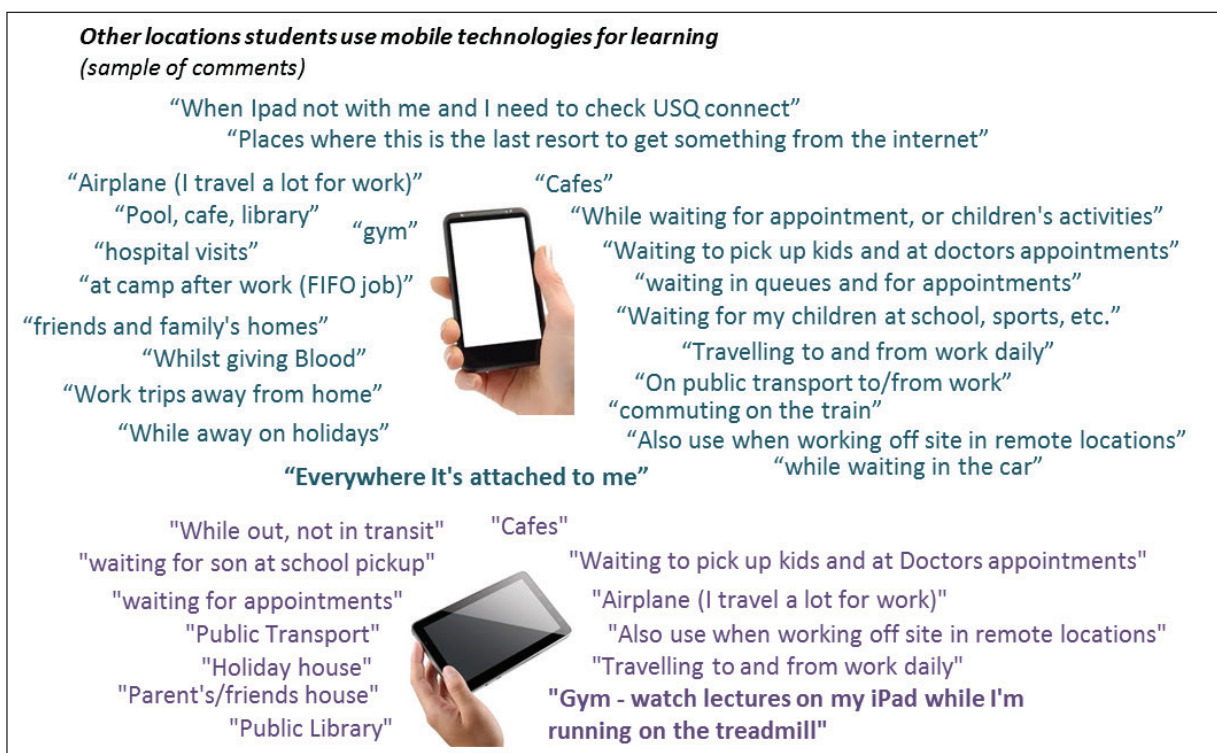 Other locations students use mobile technologies for learning
(sample of comments)
“When Ipad not with me and I need to check USQ connect”
“Places where this is the last resort to get something from the internet”
“Airplane (I travel a lot for work)”
“Pool, cafe, library”
“gym”
“hospital visits”
“at camp after work (FIFO job)”
“friends and family's homes”
“Whilst giving Blood”
“Work trips away from home”
“While away on holidays”
“Cafes”
“While waiting for appointment, or children's activities”
“Waiting to pick up kids and at doctors appointments”
“waiting in queues and for appointments”
“Waiting for my children at school, sports, etc.”
“Travelling to and from work daily”
“On public transport to/from work”
“commuting on the train”
“Also use when working off site in remote locations”
“while waiting in the car”
“Everywhere It's attached to me”
"While out, not in transit"
"waiting for son at school pickup"
"waiting for appointments"
"Public Transport"
"Holiday house"
"Parent's/friends house"
"Public Library"
"Cafes"
"Waiting to pick up kids and at Doctors appointments"
"Airplane (I travel a lot for work)"
"Also use when working off site in remote locations"
"Travelling to and from work daily"
"Gym - watch lectures on my iPad while I'm
running on the treadmill"